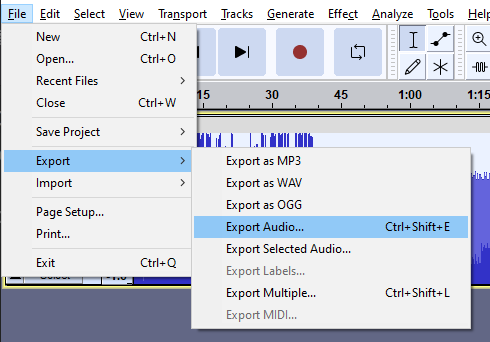 File Edit Select View Transport Tracks Generate Effect Analyze Tools
New Ctrl+N
Open... Ctrl+O
Recent Files
Close Ctrl+W
Save Project
Export
Import
Page Setup...
Print...
Exit Ctrl+Q
15 30 45 1:00 1:15
Export as MP3
Export as WAV
Export as OGG
Export Audio... Ctrl+Shift+E
Export Selected Audio...
Export Labels...
Export Multiple... Ctrl+Shift+L
Export MIDI...
Select